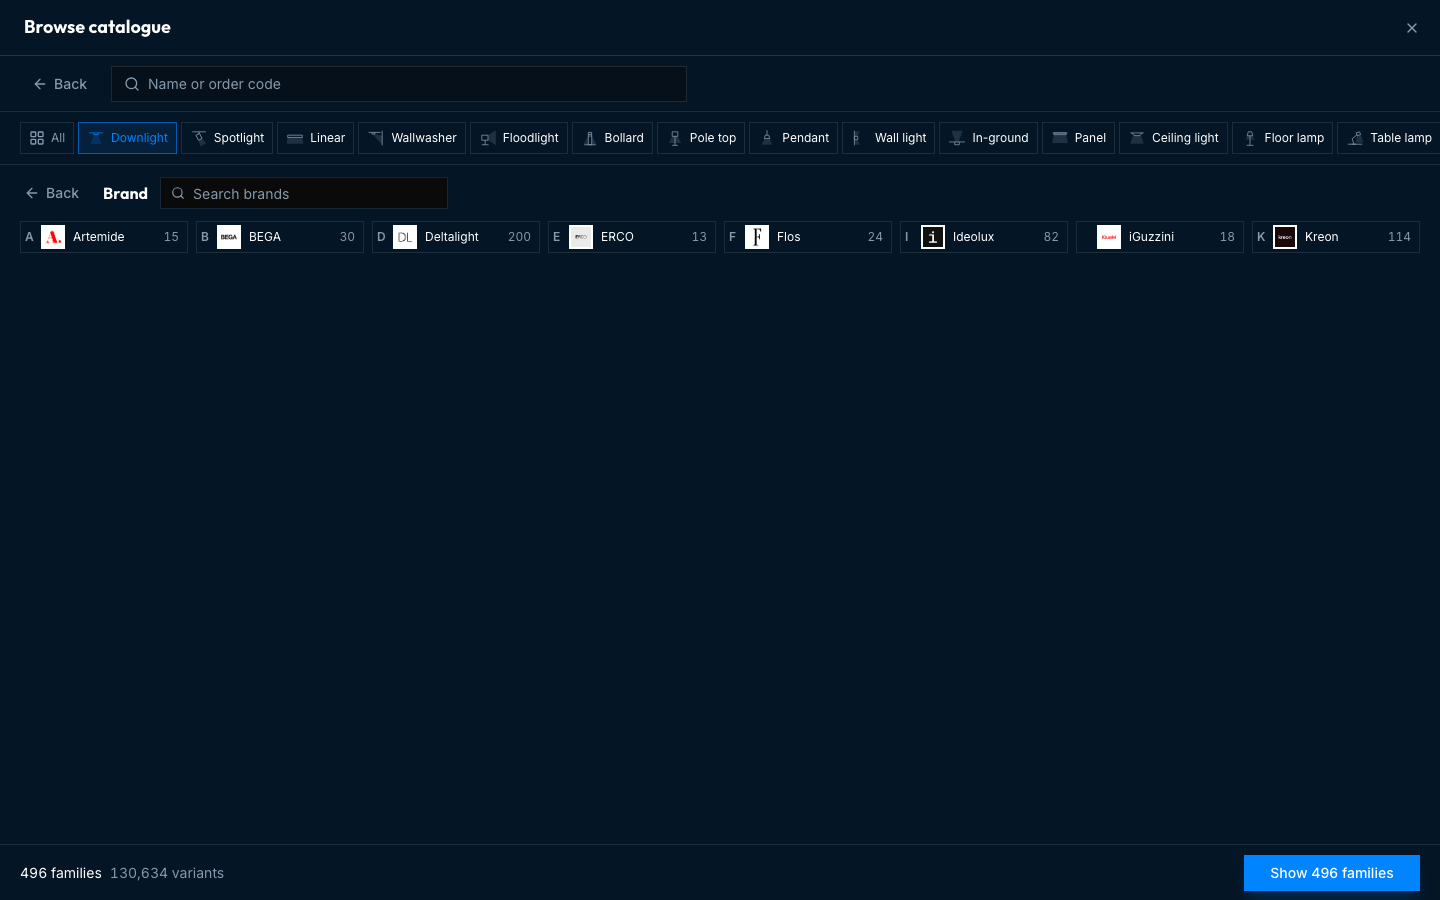 Browse catalogue
Back
Name or order code
All Downlight Spotlight Linear Wallwasher Floodlight Bollard Pole top Pendant Wall light In-ground Panel Ceiling light Floor lamp Table lamp
Back Brand Search brands
A A. Artemide 15 B BEGA BEGA 30 D DL Deltalight 200 E ERCO ERCO 13 F F Flos 24 I i Ideolux 82 iGuzzini 18 K kreon Kreon 114
496 families 130,634 variants Show 496 families